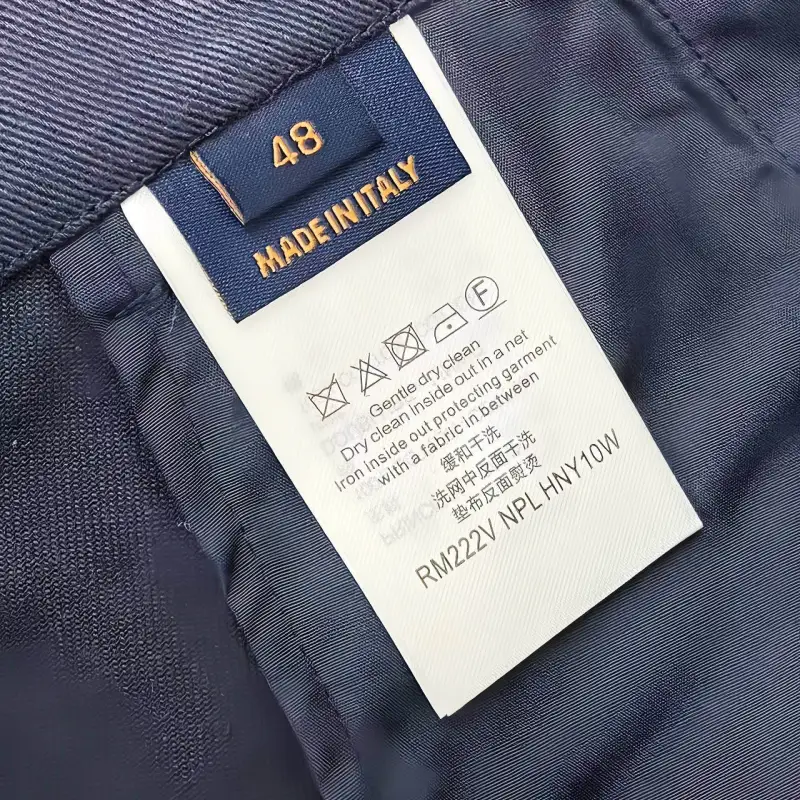 48
MADE IN ITALY
F
Gentle dry clean
Dry clean inside out in a net
Iron inside out protecting garment
with a fabric in between
缓和干洗
洗网中反面干洗
垫布反面熨烫
RM222V NPL HNY10W